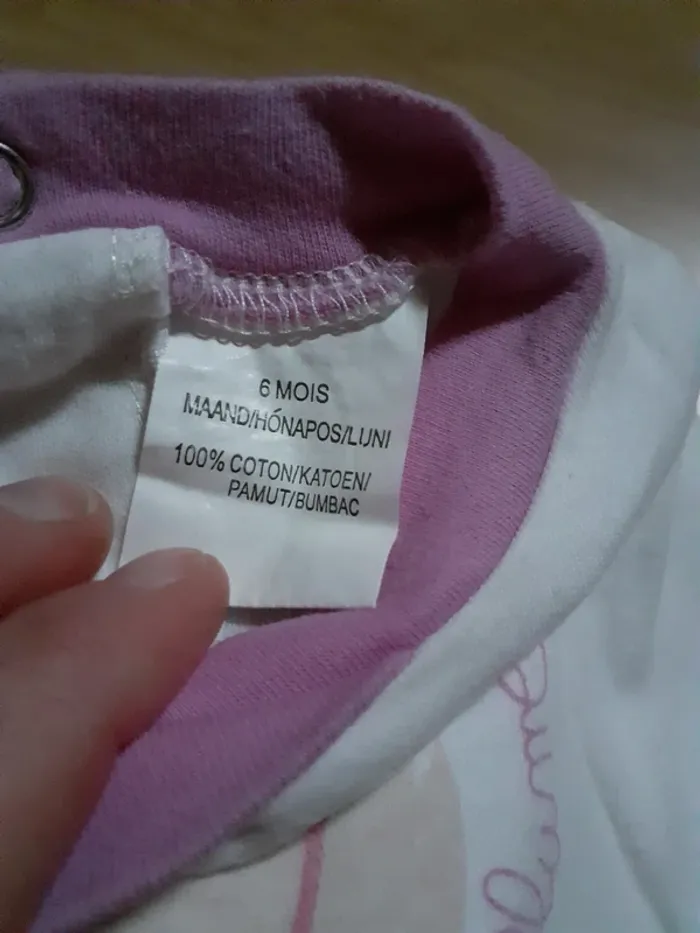 6 MOIS
MAAND/HÓNAPOS/LUNI
100% COTON/KATOEN/
PAMUT/BUMBAC